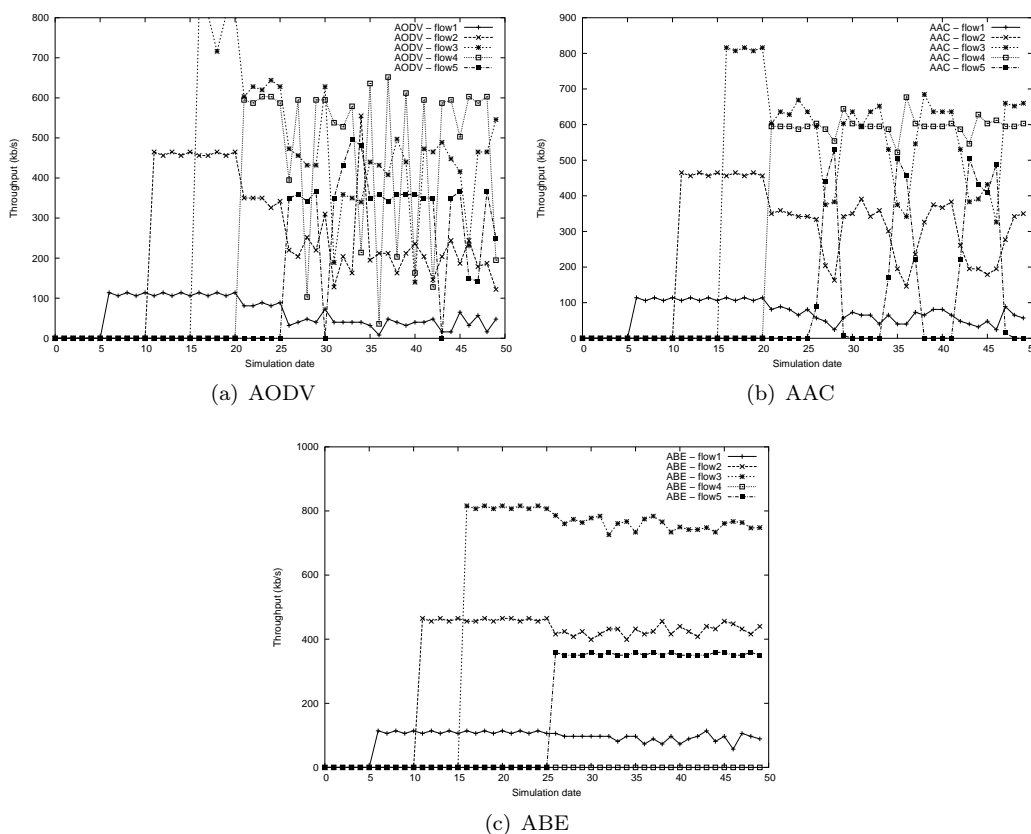 800
700
600
500
400
300
200
100
0
0 5 10 15 20 25 30 35 40 45 50
Throughput (kb/s)
Simulation date
AODV – flow1
AODV – flow2
AODV – flow3
AODV – flow4
AODV – flow5
(a) AODV
900
800
700
600
500
400
300
200
100
0
0 5 10 15 20 25 30 35 40 45 50
Throughput (kb/s)
Simulation date
AAC – flow1
AAC – flow2
AAC – flow3
AAC – flow4
AAC – flow5
(b) AAC
1000
800
600
400
200
0
0 5 10 15 20 25 30 35 40 45 50
Throughput (kb/s)
Simulation date
ABE – flow1
ABE – flow2
ABE – flow3
ABE – flow4
ABE – flow5
(c) ABE